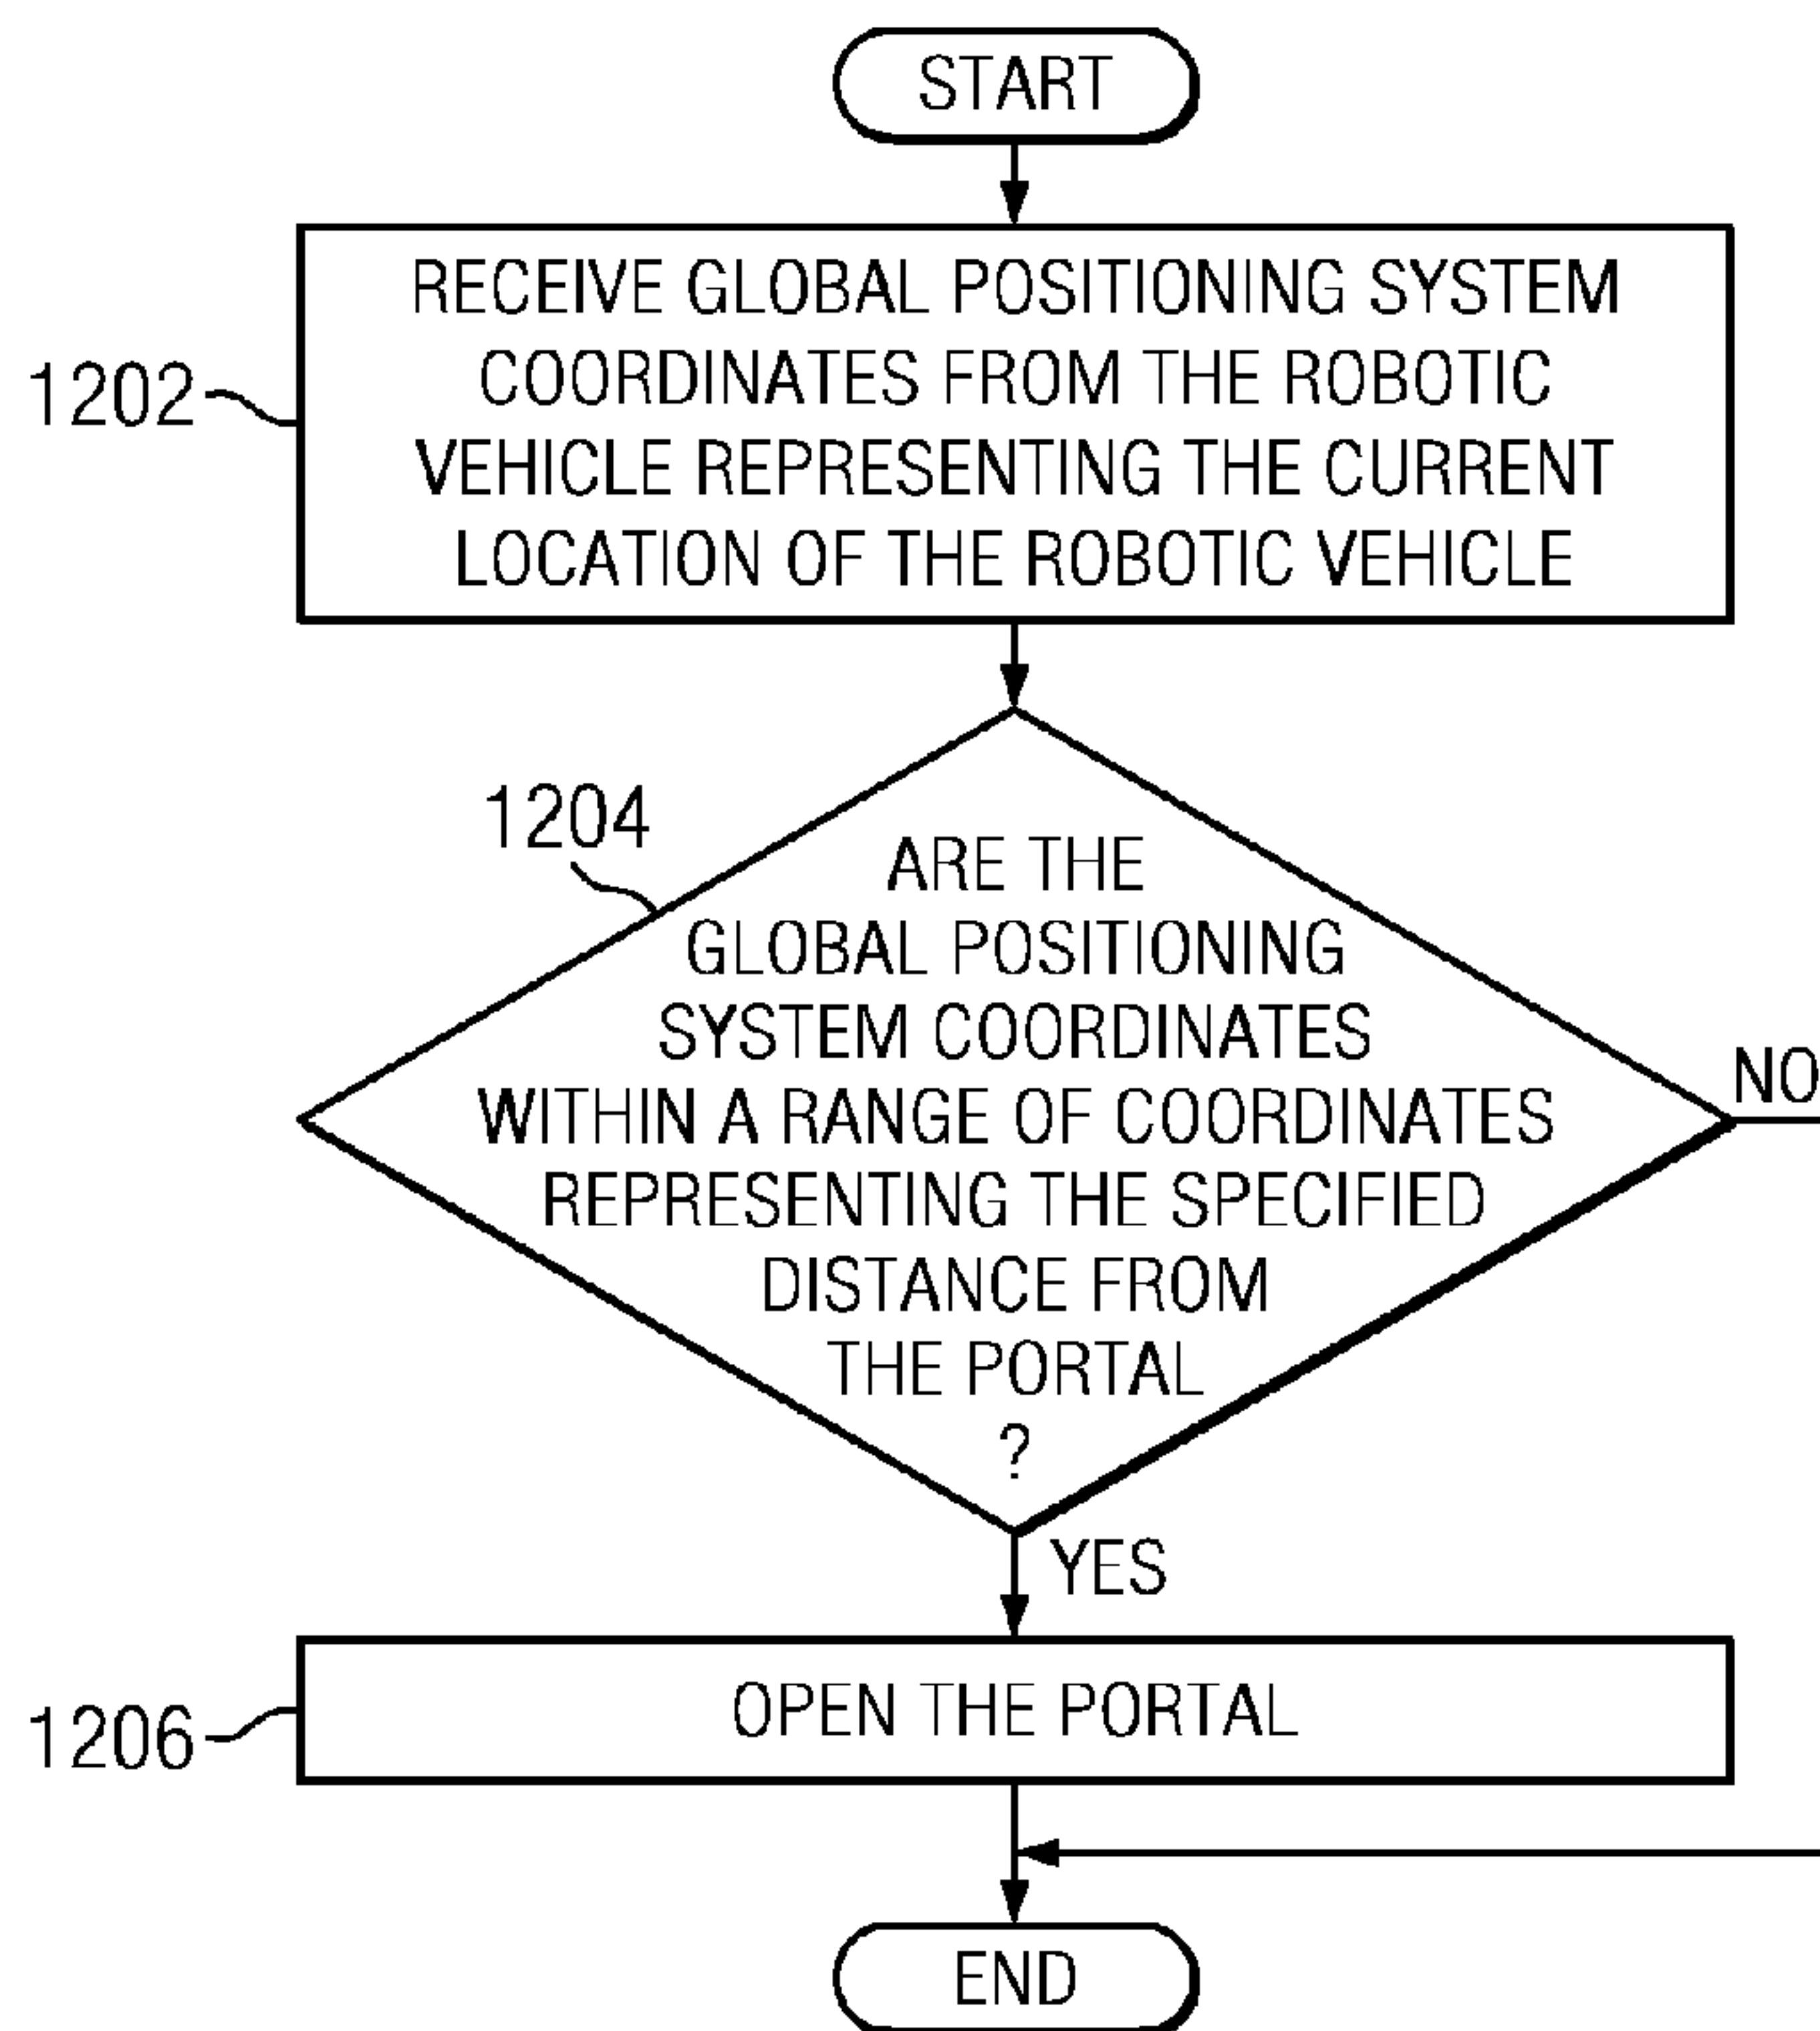 START
RECEIVE GLOBAL POSITIONING SYSTEM
COORDINATES FROM THE ROBOTIC
VEHICLE REPRESENTING THE CURRENT
LOCATION OF THE ROBOTIC VEHICLE
1202
1204
ARE THE
GLOBAL POSITIONING
SYSTEM COORDINATES
WITHIN A RANGE OF COORDINATES
REPRESENTING THE SPECIFIED
DISTANCE FROM
THE PORTAL
?
NO
YES
OPEN THE PORTAL
1206
END